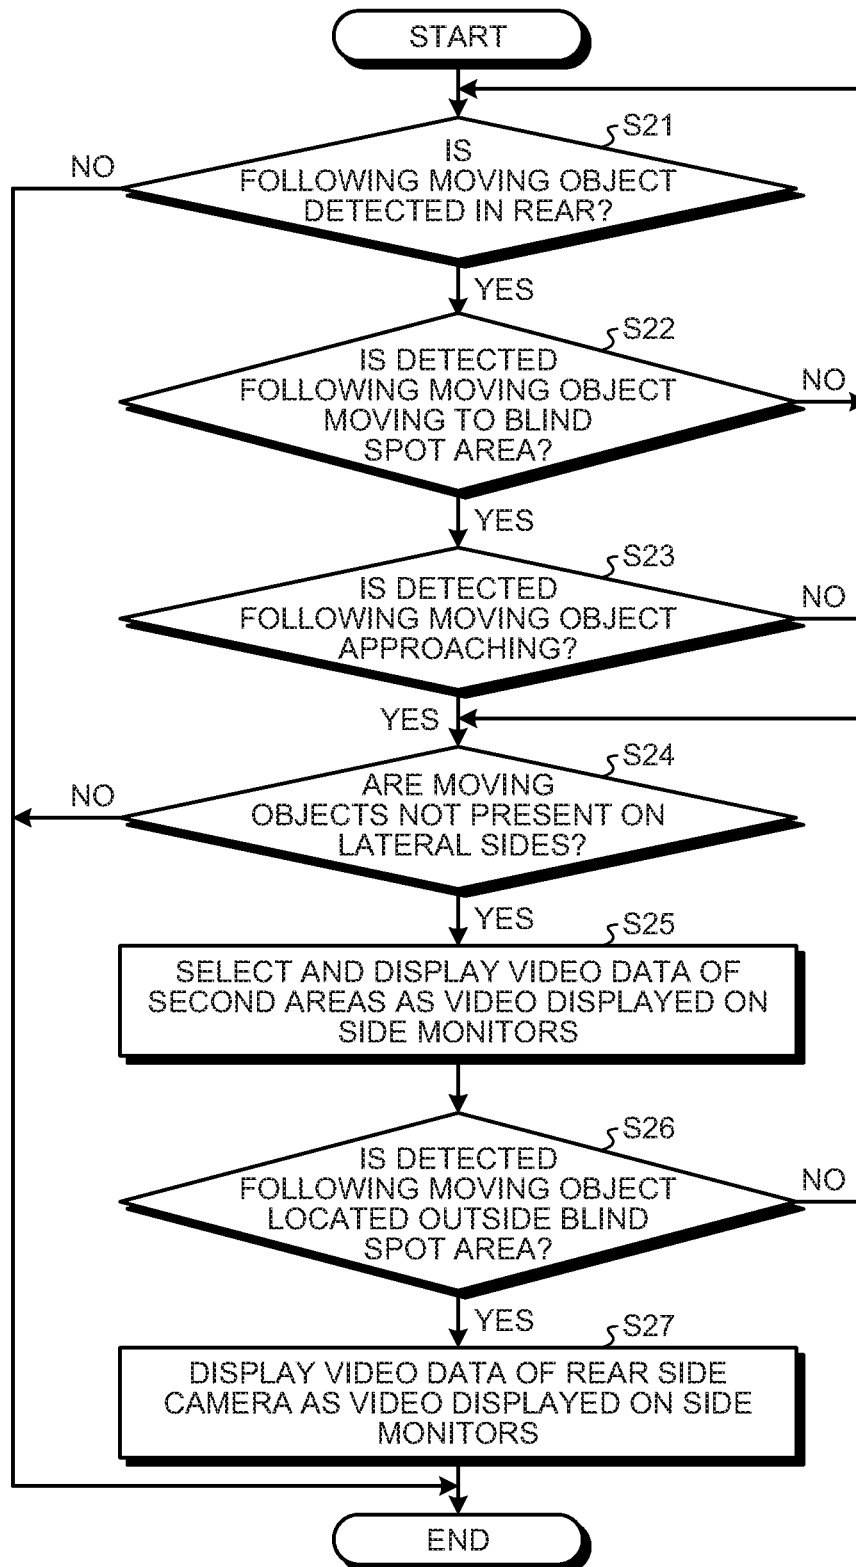 START
S21
NO
IS
FOLLOWING MOVING OBJECT
DETECTED IN REAR?
YES
S22
IS DETECTED
FOLLOWING MOVING OBJECT
MOVING TO BLIND
SPOT AREA?
NO
YES
S23
IS DETECTED
FOLLOWING MOVING OBJECT
APPROACHING?
NO
YES
S24
NO
ARE MOVING
OBJECTS NOT PRESENT ON
LATERAL SIDES?
YES
S25
SELECT AND DISPLAY VIDEO DATA OF
SECOND AREAS AS VIDEO DISPLAYED ON
SIDE MONITORS
S26
IS DETECTED
FOLLOWING MOVING OBJECT
LOCATED OUTSIDE BLIND
SPOT AREA?
NO
YES
S27
DISPLAY VIDEO DATA OF REAR SIDE
CAMERA AS VIDEO DISPLAYED ON SIDE
MONITORS
END